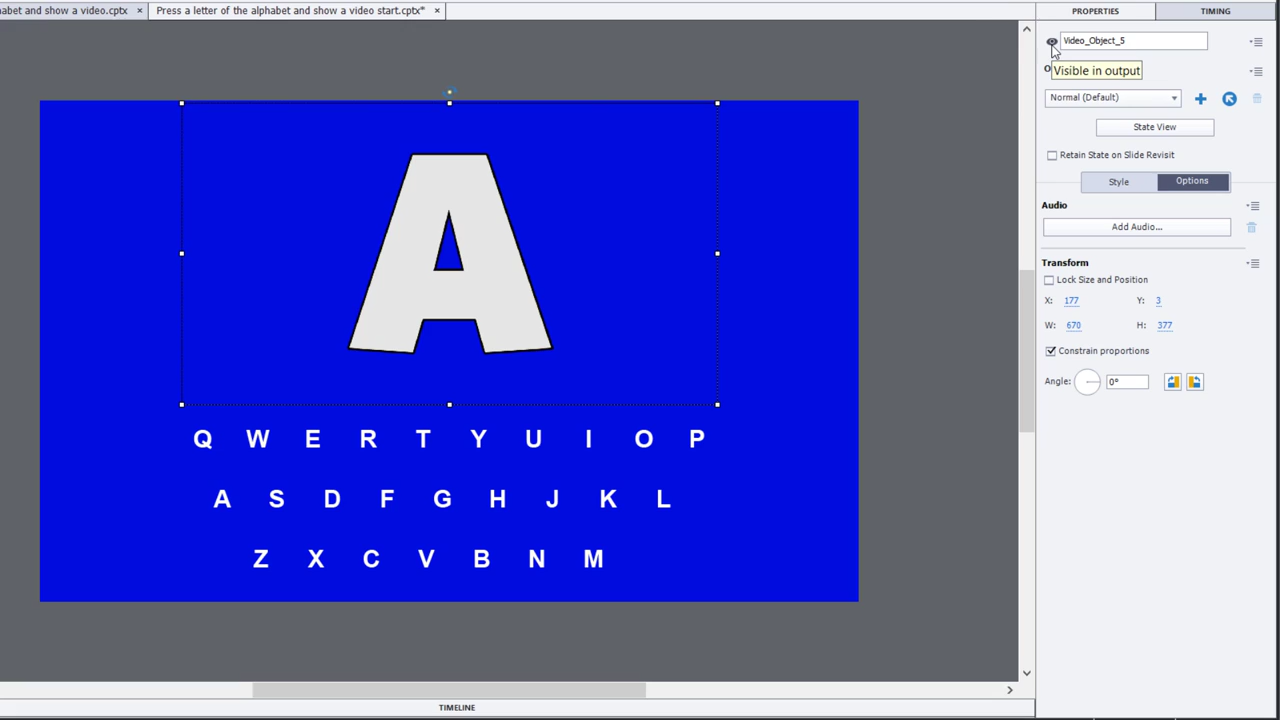 habet and show a video.cptx ×
Press a letter of the alphabet and show a video start.cptx* ×
PROPERTIES
TIMING
Video_Object_5
Visible in output
O
Normal (Default)
State View
Retain State on Slide Revisit
Style
Options
Audio
Add Audio...
Transform
Lock Size and Position
X: 177 Y: 3
W: 670 H: 377
Constrain proportions
Angle: 0°
A
Q W E R T Y U I O P
A S D F G H J K L
Z X C V B N M
TIMELINE